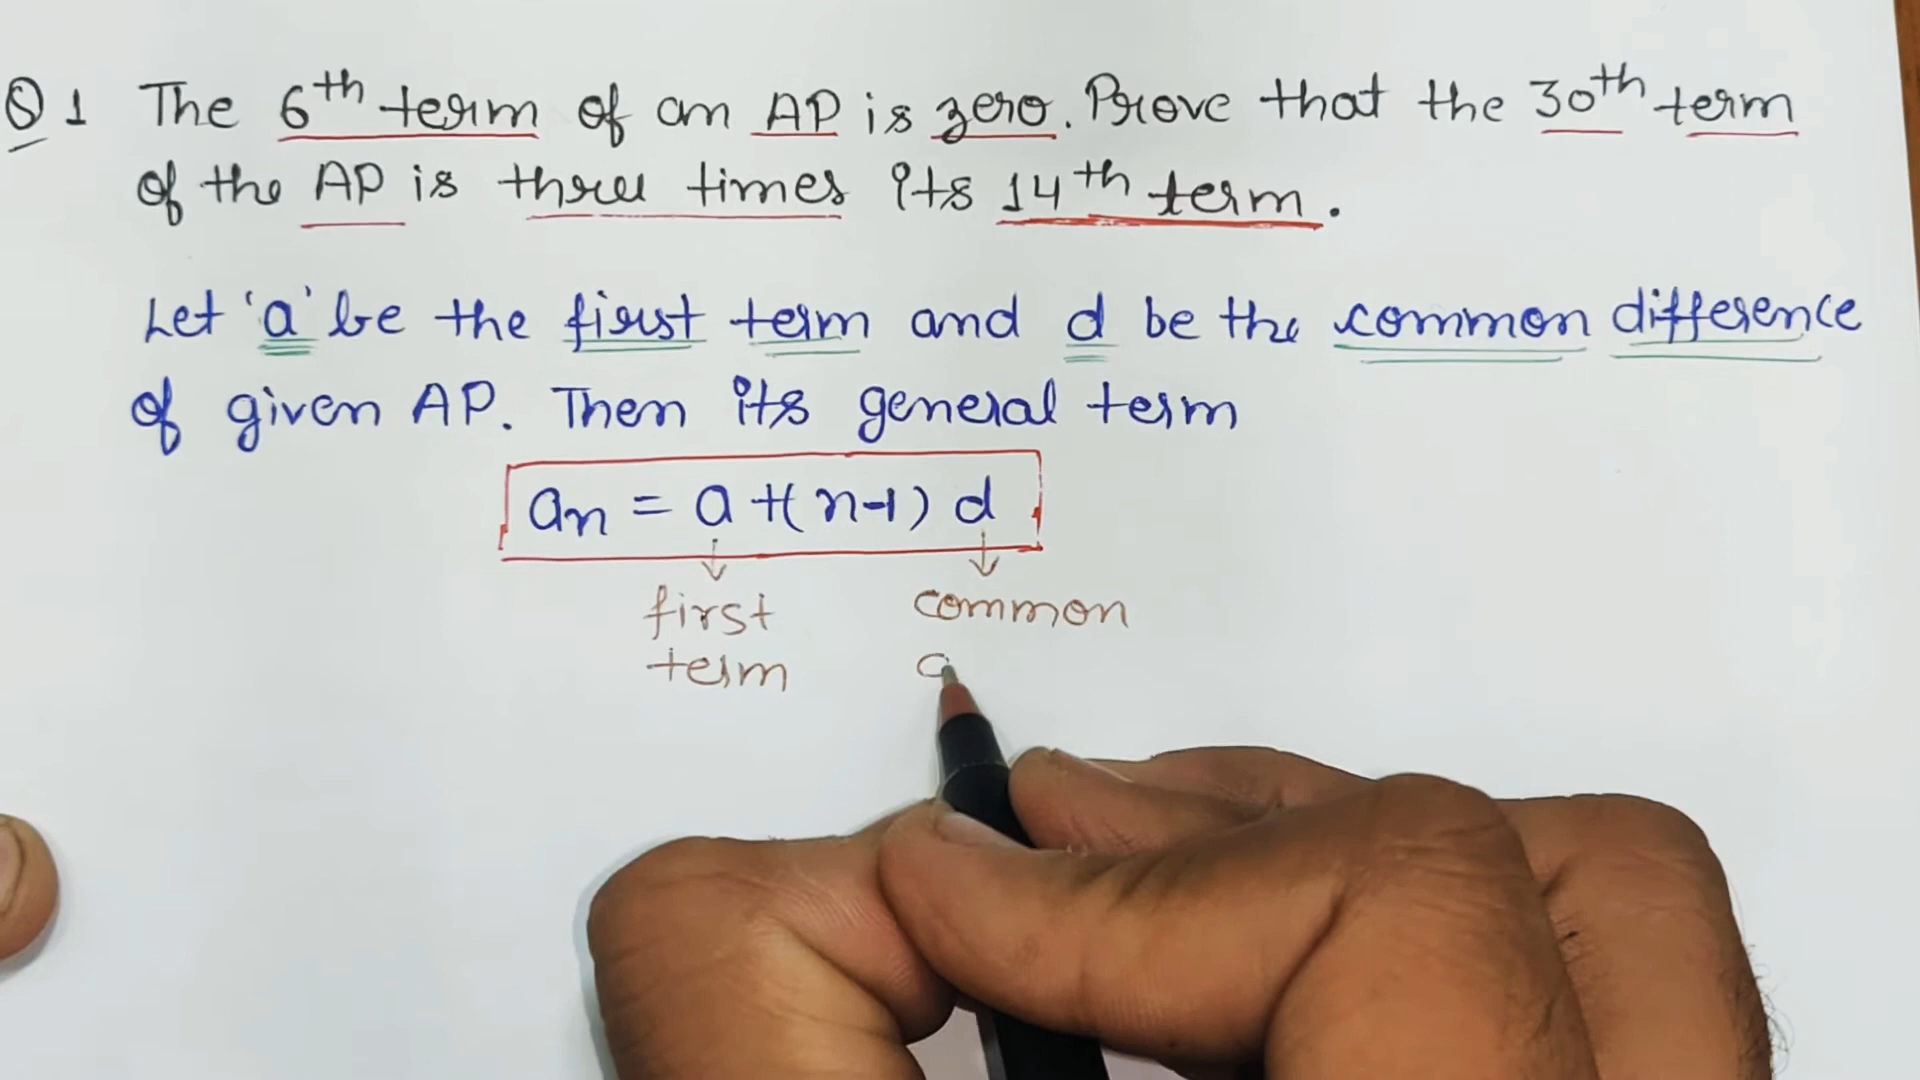 Q 1 The 6th term of an AP is zero. Prove that the 30th term
of the AP is three times its 14th term.
Let 'a' be the first term and d be the common difference
of given AP. Then its general term
an = a +(n-1) d
first common
term